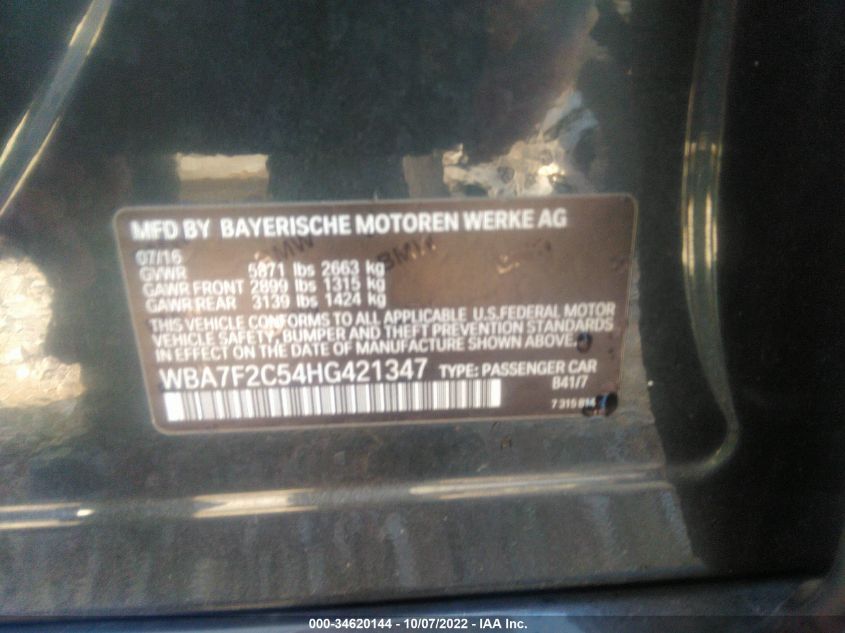 MFD BY BAYERISCHE MOTOREN WERKE AG
07/16
GVWR 5871 lbs 2663 kg
GAWR FRONT 2899 lbs 1315 kg
GAWR REAR 3139 lbs 1424 kg
THIS VEHICLE CONFORMS TO ALL APPLICABLE U.S.FEDERAL MOTOR
VEHICLE SAFETY, BUMPER AND THEFT PREVENTION STANDARDS
IN EFFECT ON THE DATE OF MANUFACTURE SHOWN ABOVE.
WBA7F2C54HG421347 TYPE: PASSENGER CAR
B41/7
7 315 814
000-34620144 - 10/07/2022 - IAA Inc.